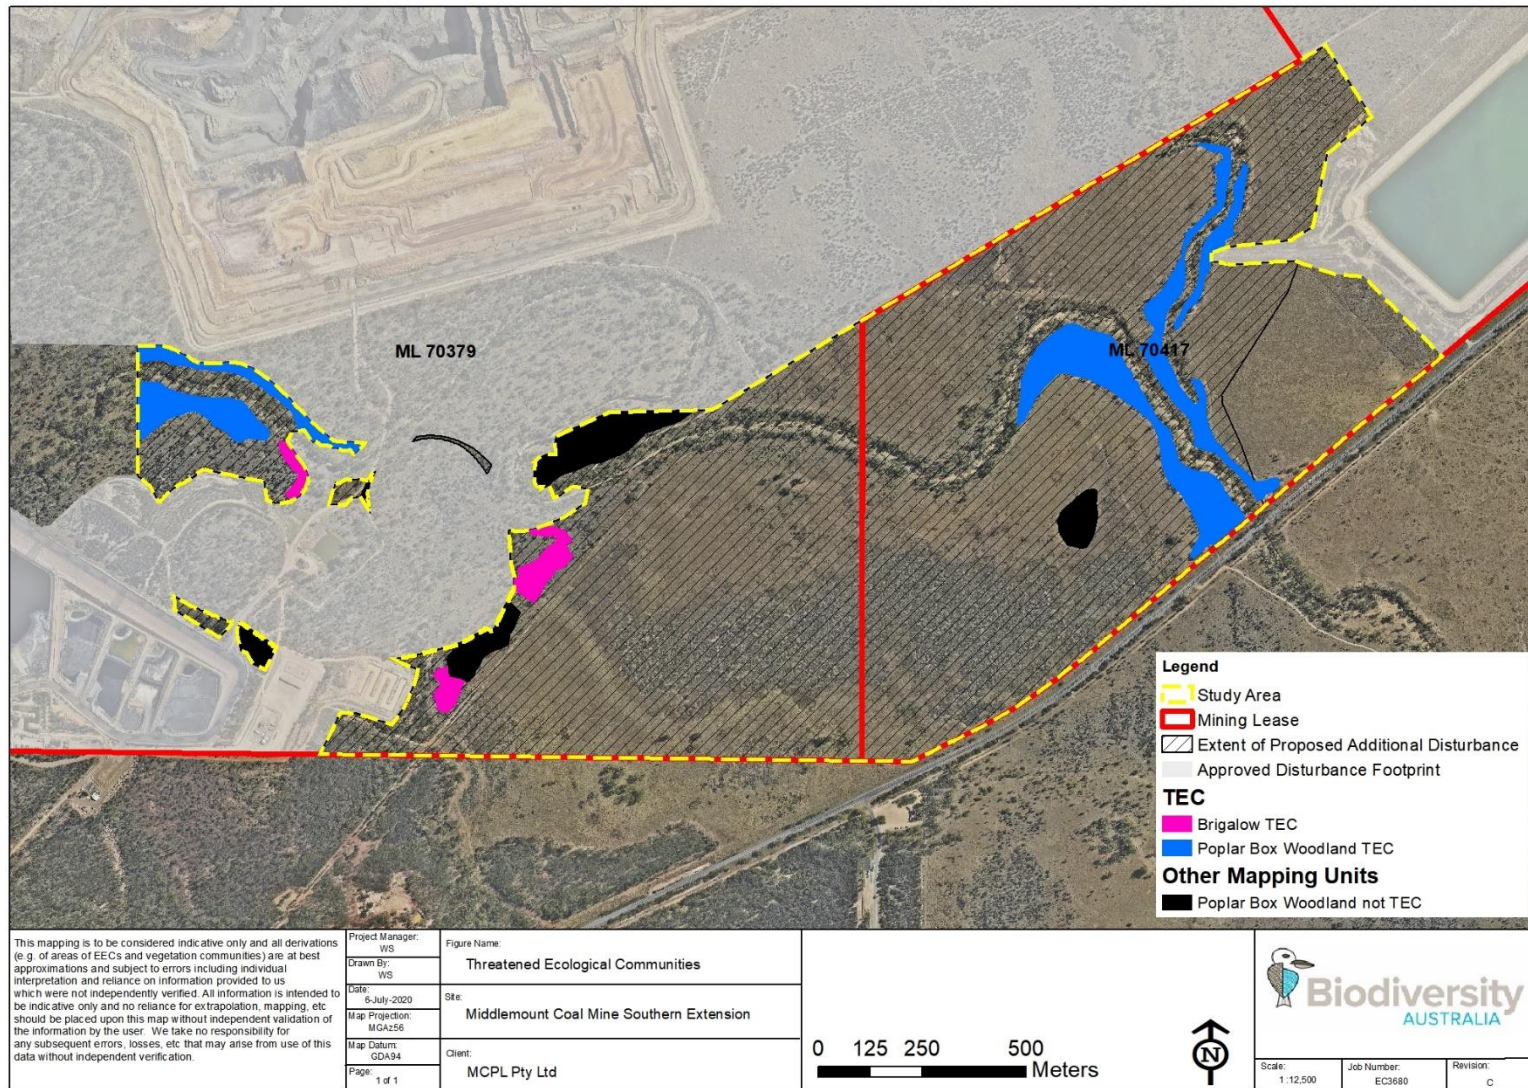 ML 70379
ML 70417
Legend
Study Area
Mining Lease
Extent of Proposed Additional Disturbance
Approved Disturbance Footprint
TEC
Brigalow TEC
Poplar Box Woodland TEC
Other Mapping Units
Poplar Box Woodland not TEC
This mapping is to be considered indicative only and all derivations
(e.g. of areas of EECs and vegetation communities) are at best
approximations and subject to errors including individual
interpretation and reliance on information provided to us
which were not independently verified. All information is intended to
be indicative only and no reliance for extrapolation, mapping, etc
should be placed upon this map without independent validation of
the information by the user. We take no responsibility for
any subsequent errors, losses, etc that may arise from use of this
data without independent verification.
Project Manager:
WS
Drawn By:
WS
Date:
6-July-2020
Map Projection:
MGAz56
Map Datum:
GDA94
Page:
1 of 1
Figure Name:
Threatened Ecological Communities
Site:
Middlemount Coal Mine Southern Extension
Client:
MCPL Pty Ltd
0 125 250 500
Meters
N
Biodiversity
AUSTRALIA
Scale:
1:12,500
Job Number:
EC3680
Revision:
C